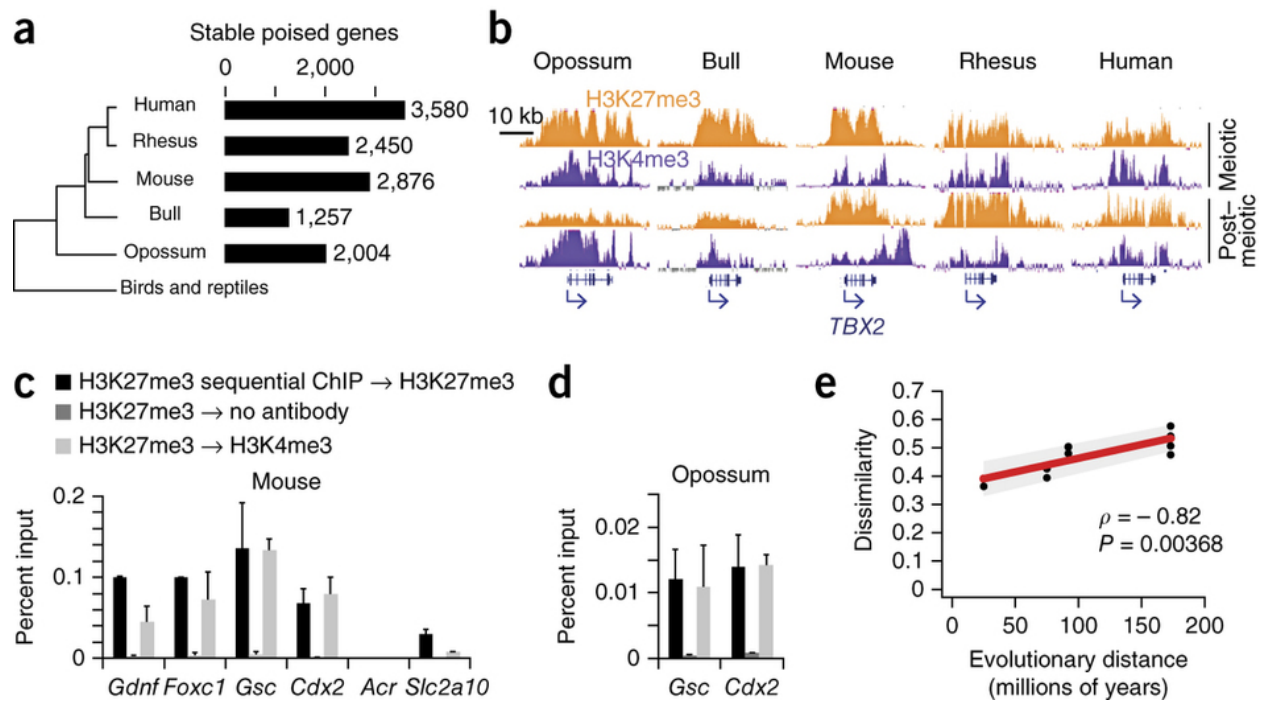 a
Stable poised genes
0 2,000
Human 3,580
Rhesus 2,450
Mouse 2,876
Bull 1,257
Opossum 2,004
Birds and reptiles
b
Opossum Bull Mouse Rhesus Human
H3K27me3
10 kb
H3K4me3
Meiotic
Post–
meiotic
TBX2
c
H3K27me3 sequential ChIP → H3K27me3
H3K27me3 → no antibody
H3K27me3 → H3K4me3
Mouse
Percent input
0.2
0.1
0
Gdnf Foxc1 Gsc Cdx2 Acr Slc2a10
d
Opossum
Percent input
0.02
0.01
0
Gsc Cdx2
e
Dissimilarity
0.7
0.6
0.5
0.4
0.3
0.2
0.1
0
ρ = – 0.82
P = 0.00368
0 50 100 150 200
Evolutionary distance
(millions of years)